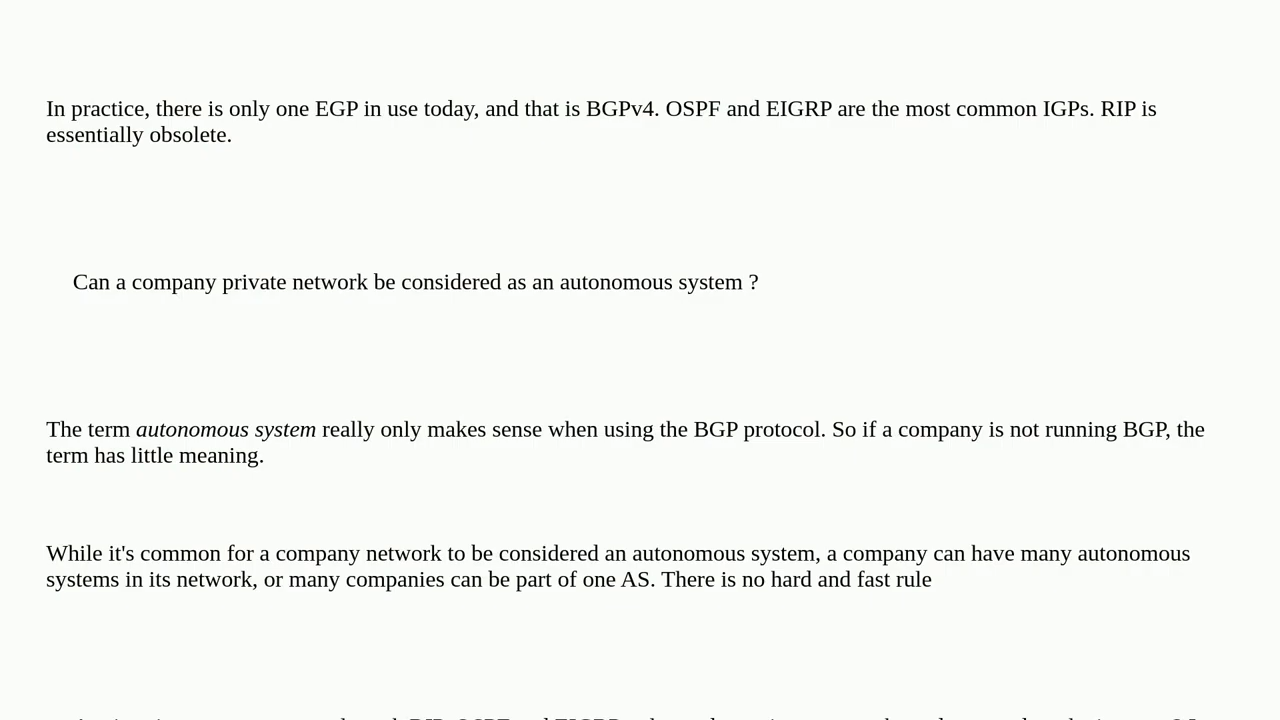 In practice, there is only one EGP in use today, and that is BGPv4. OSPF and EIGRP are the most common IGPs. RIP is
essentially obsolete.
Can a company private network be considered as an autonomous system ?
The term autonomous system really only makes sense when using the BGP protocol. So if a company is not running BGP, the
term has little meaning.
While it's common for a company network to be considered an autonomous system, a company can have many autonomous
systems in its network, or many companies can be part of one AS. There is no hard and fast rule